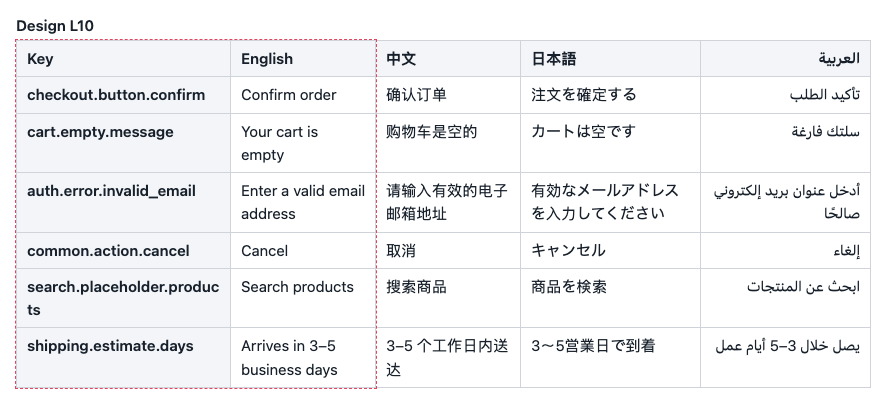 Design L10
Key English 中文 日本語 العربية
checkout.button.confirm Confirm order 确认订单 注文を確定する تأكيد الطلب
cart.empty.message Your cart is 购物车是空的 カートは空です سلتك فارغة
empty
auth.error.invalid_email Enter a valid email 请输入有效的电子 有効なメールアドレス أدخل عنوان بريد إلكتروني
address 邮箱地址 を入力してください صالحًا
common.action.cancel Cancel 取消 キャンセル إلغاء
search.placeholder.produc Search products 搜索商品 商品を検索 ابحث عن المنتجات
ts
shipping.estimate.days Arrives in 3–5 3–5 个工作日内送 3～5営業日で到着 يصل خلال 3–5 أيام عمل
business days 达